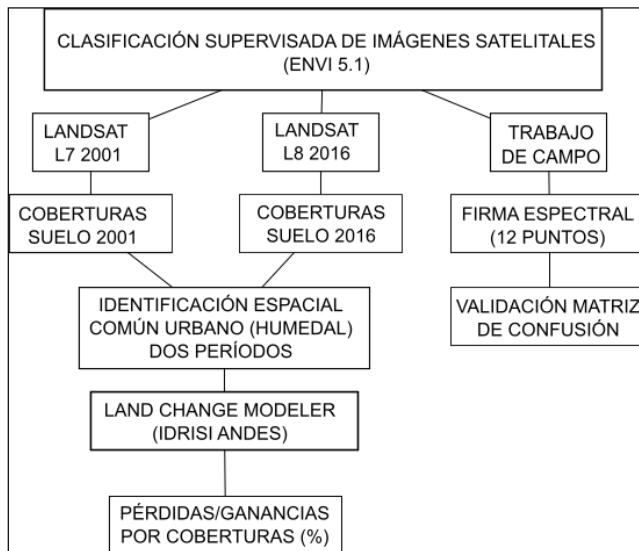 CLASIFICACIÓN SUPERVISADA DE IMÁGENES SATELITALES
(ENVI 5.1)
LANDSAT
L7 2001
LANDSAT
L8 2016
TRABAJO
DE CAMPO
COBERTURAS
SUELO 2001
COBERTURAS
SUELO 2016
FIRMA ESPECTRAL
(12 PUNTOS)
IDENTIFICACIÓN ESPACIAL
COMÚN URBANO (HUMEDAL)
DOS PERÍODOS
VALIDACIÓN MATRIZ
DE CONFUSIÓN
LAND CHANGE MODELER
(IDRISI ANDES)
PÉRDIDAS/GANANCIAS
POR COBERTURAS (%)